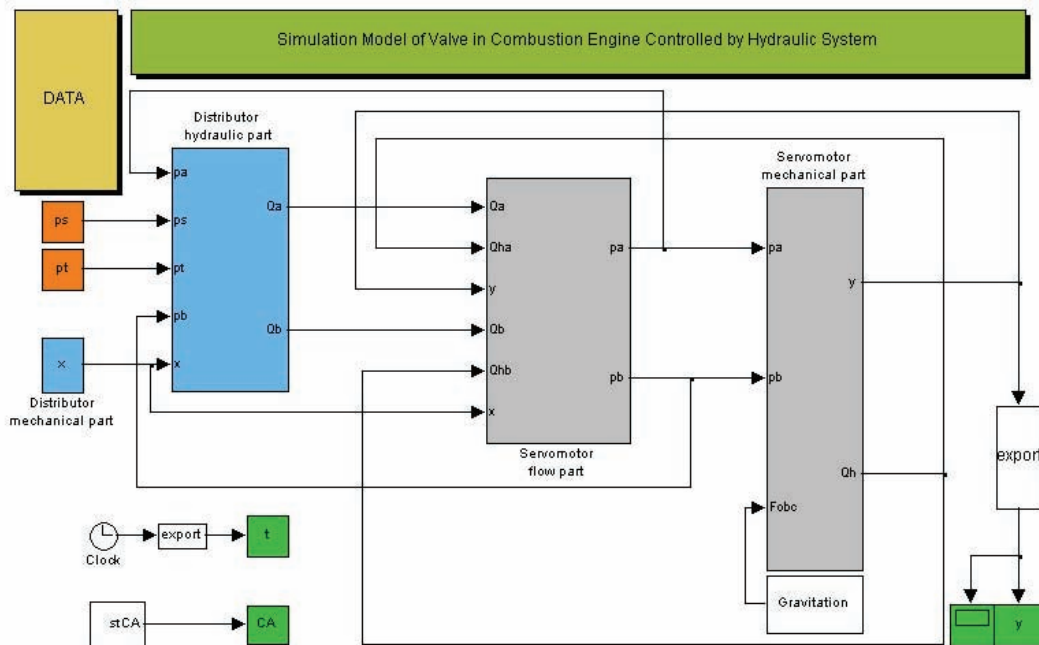 Simulation Model of Valve in Combustion Engine Controlled by Hydraulic System
DATA
Distributor
hydraulic part
pa
ps
pt
pb
x
Qa
Qb
ps
pt
x
Distributor
mechanical part
Qa
Qha
y
Qb
Qhb
x
pa
pb
Servomotor
flow part
Servomotor
mechanical part
pa
pb
Fobc
y
Qh
Gravitation
export
y
Clock
export
t
stCA
CA